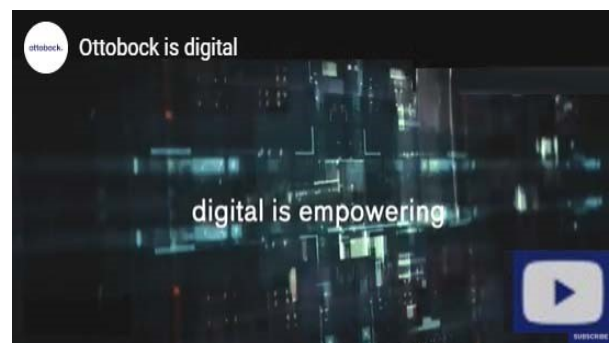 ottobock.
Ottobock is digital
digital is empowering
SUBSCRIBE